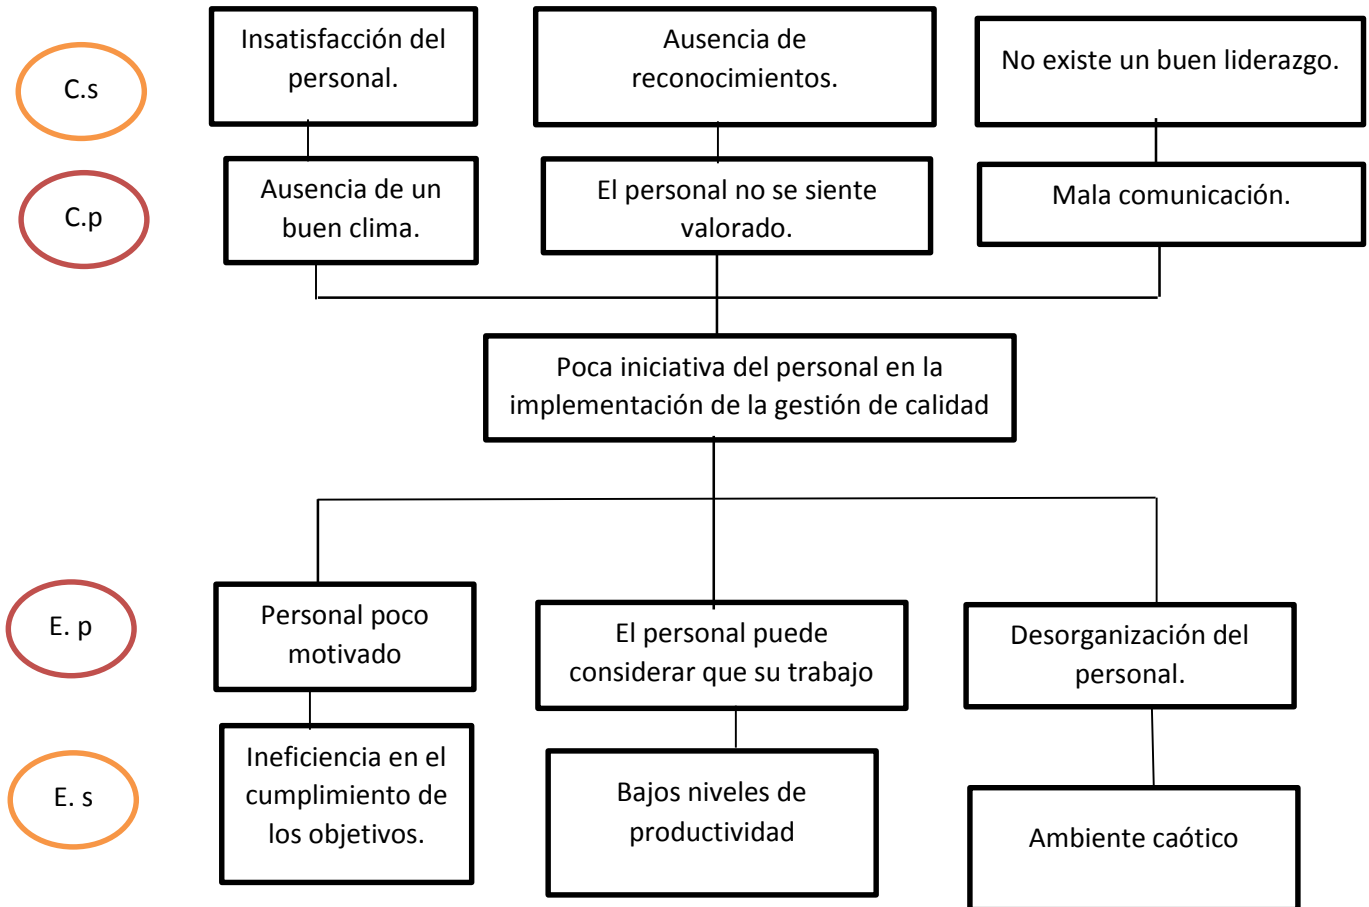 C.s
Insatisfacción del
personal.
Ausencia de
reconocimientos.
No existe un buen liderazgo.
C.p
Ausencia de un
buen clima.
El personal no se siente
valorado.
Mala comunicación.
Poca iniciativa del personal en la
implementación de la gestión de calidad
E. p
Personal poco
motivado
El personal puede
considerar que su trabajo
Desorganización del
personal.
E. s
Ineficiencia en el
cumplimiento de
los objetivos.
Bajos niveles de
productividad
Ambiente caótico